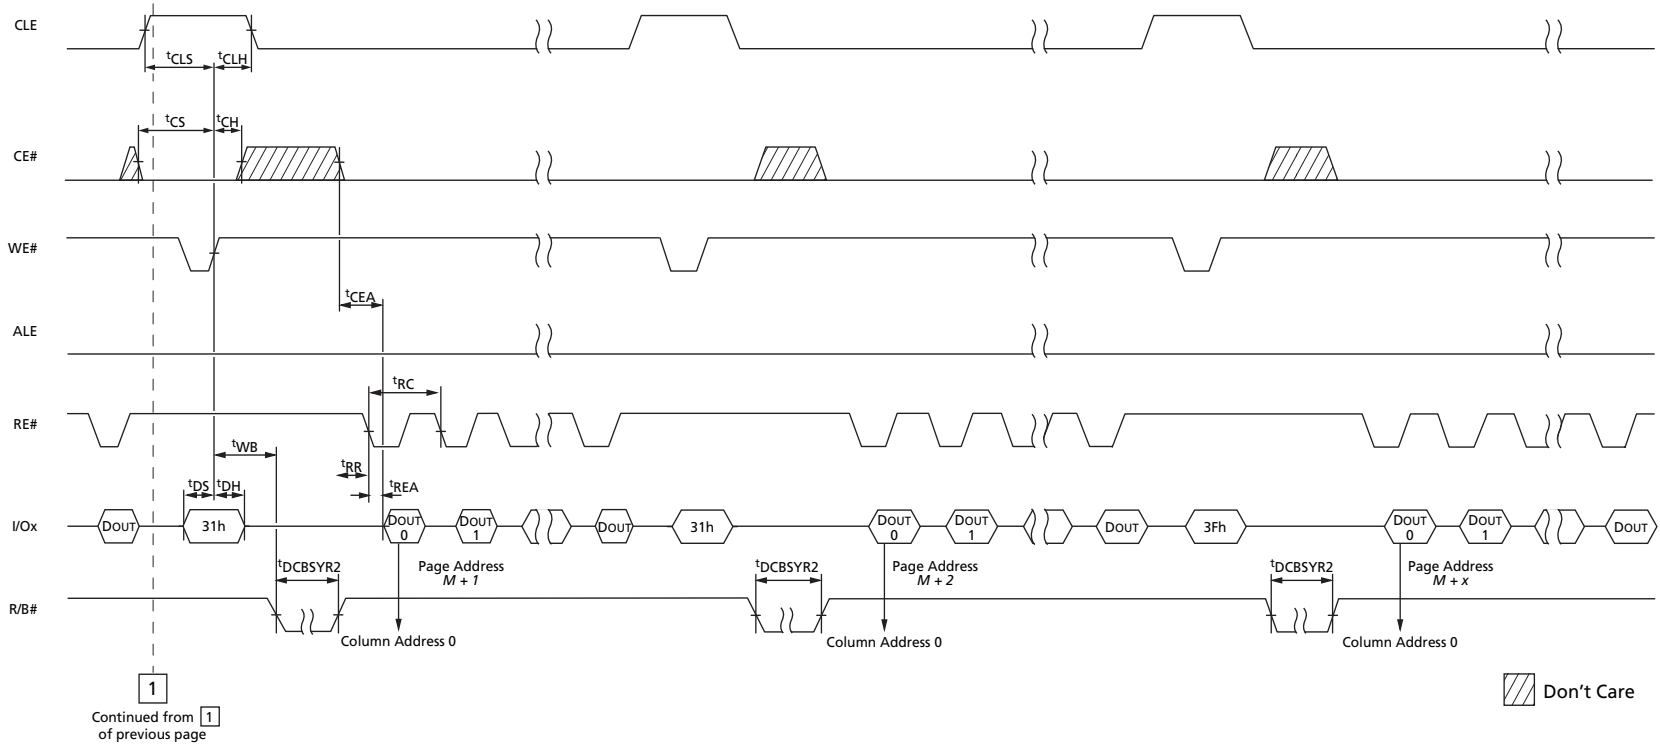 CLE
tCLS tCLH
tCS tCH
CE#
WE#
tCEA
ALE
tRC
RE#
tWB
tRR
tDS tDH
tREA
I/Ox
DOUT
31h
DOUT 0
DOUT 1
DOUT
31h
DOUT 0
DOUT 1
DOUT
3Fh
DOUT 0
DOUT 1
DOUT
tDCBSYR2
Page Address
M + 1
tDCBSYR2
Page Address
M + 2
tDCBSYR2
Page Address
M + x
R/B#
Column Address 0
Column Address 0
Column Address 0
1
Continued from 1
of previous page
Don't Care